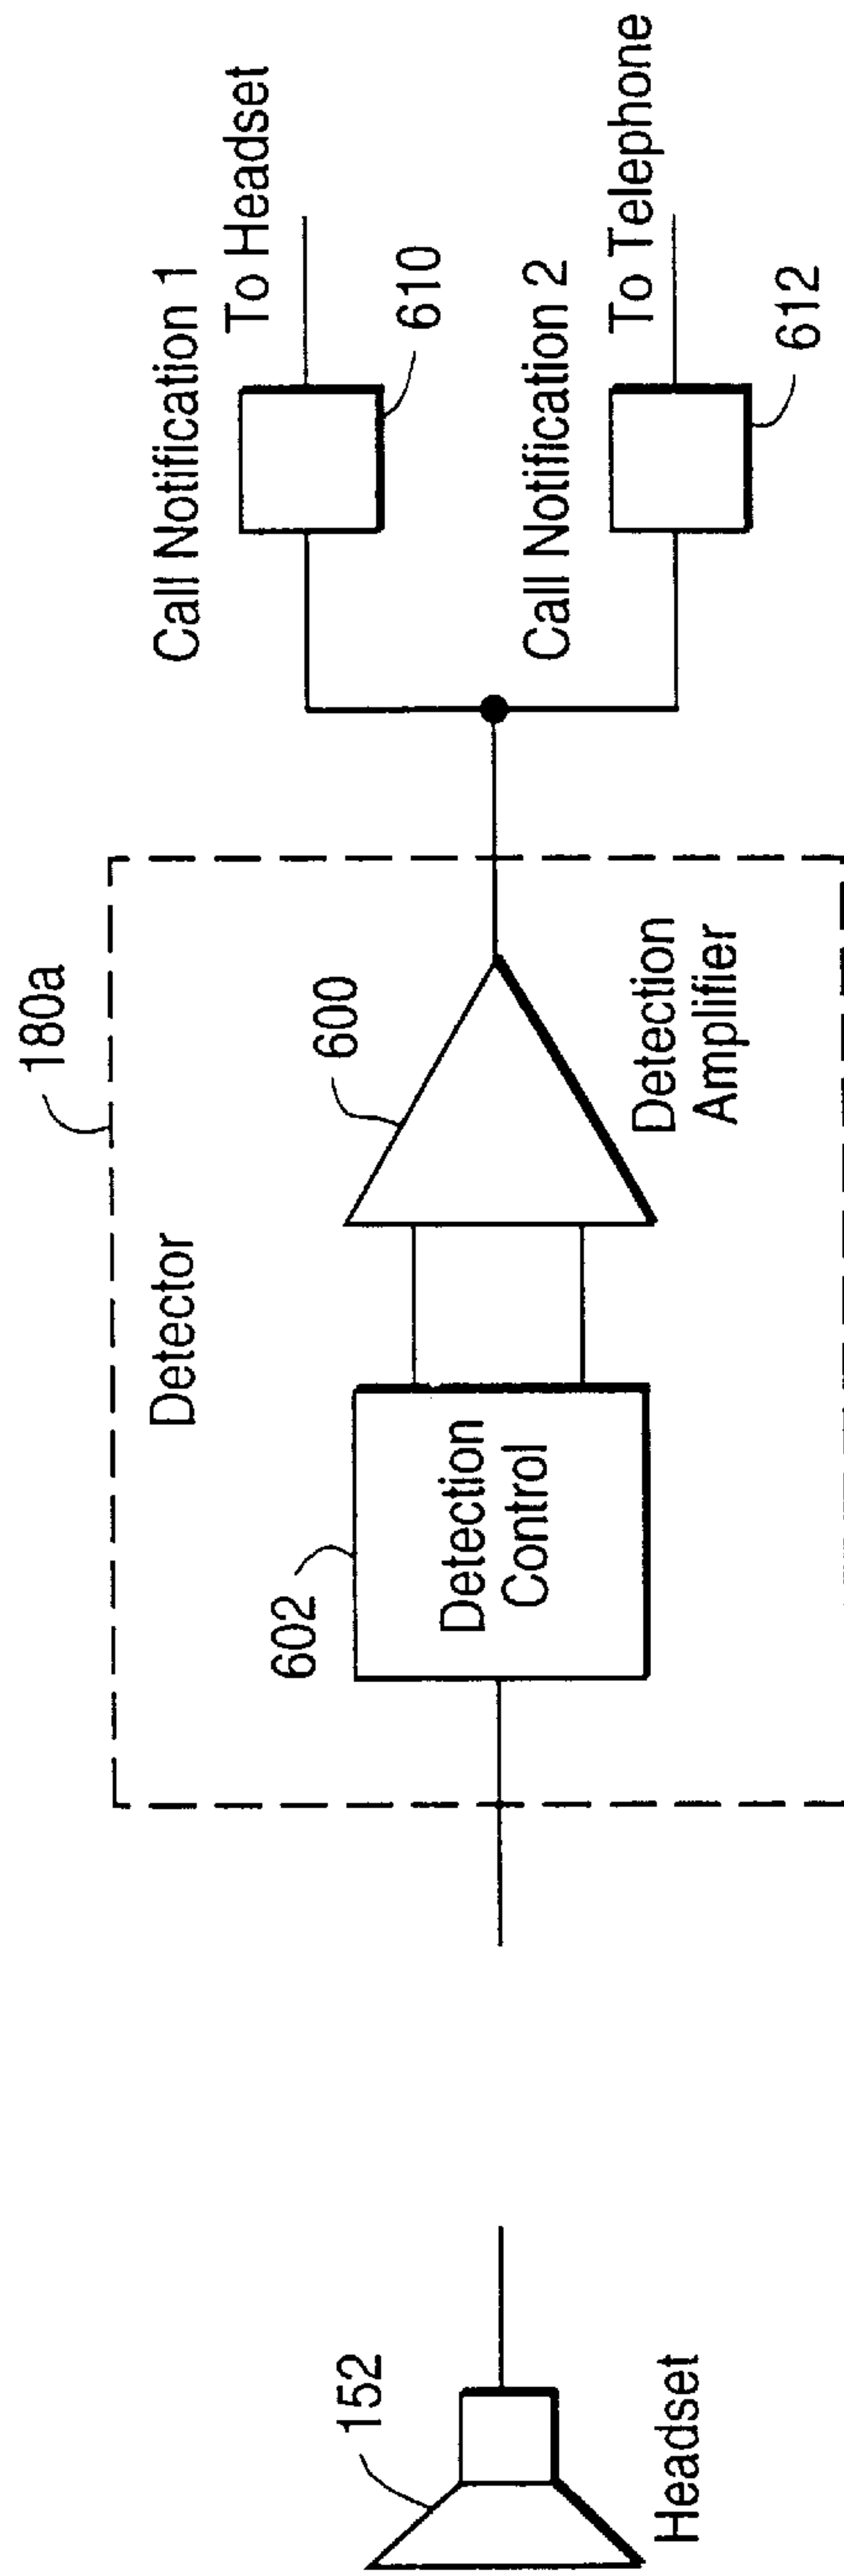 180a
Detector
152
Headset
602
Detection
Control
600
Detection
Amplifier
Call Notification 1
To Headset
610
Call Notification 2
To Telephone
612